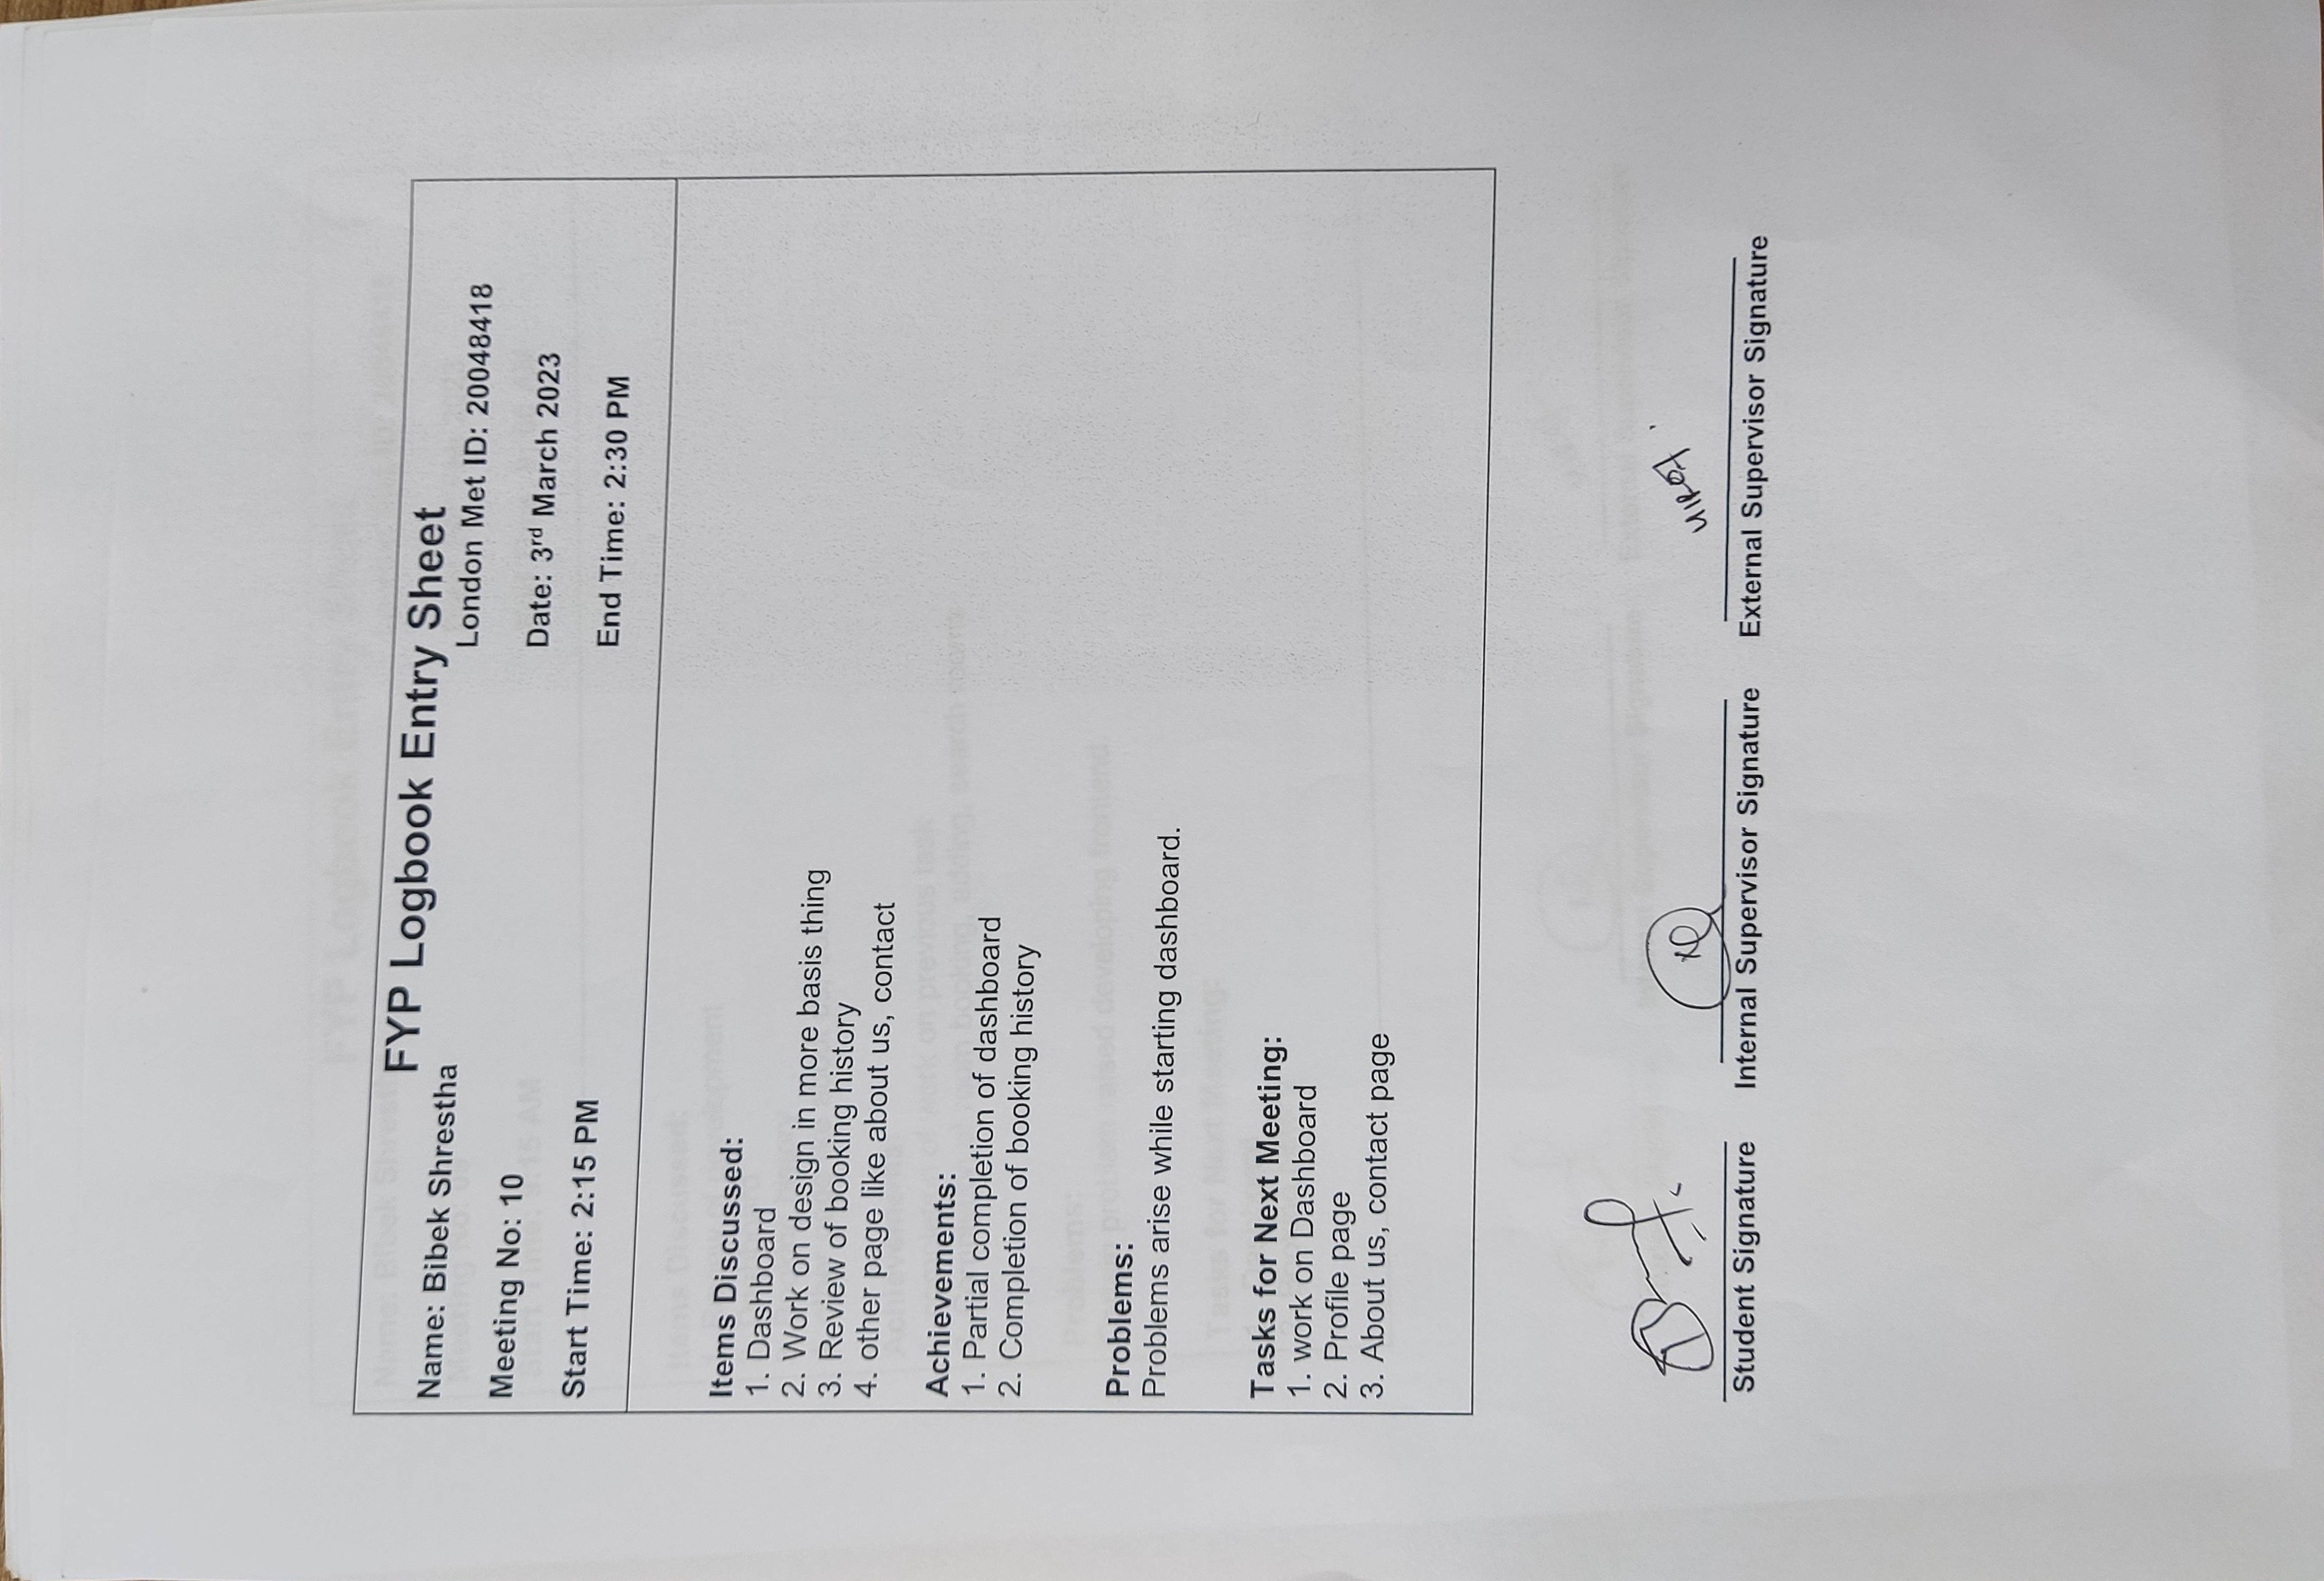 FYP Logbook Entry Sheet
Name: Bibek Shrestha
London Met ID: 20048418
Meeting No: 10
Date: 3rd March 2023
Start Time: 2:15 PM
End Time: 2:30 PM
Items Discussed:
1. Dashboard
2. Work on design in more basis thing
3. Review of booking history
4. other page like about us, contact
Achievements:
1. Partial completion of dashboard
2. Completion of booking history
Problems:
Problems arise while starting dashboard.
Tasks for Next Meeting:
1. work on Dashboard
2. Profile page
3. About us, contact page
Student Signature
Internal Supervisor Signature
External Supervisor Signature